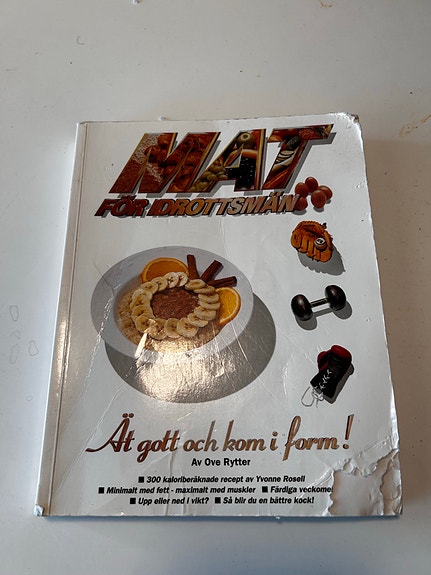 MAT
FÖR IDROTTSMÄN
Ät gott och kom i form!
Av Ove Rytter
■ 300 kaloriberäknade recept av Yvonne Rosell
■ Minimalt med fett - maximalt med muskler ■ Färdiga veckome
■ Upp eller ned i vikt? ■ Så blir du en bättre kock!